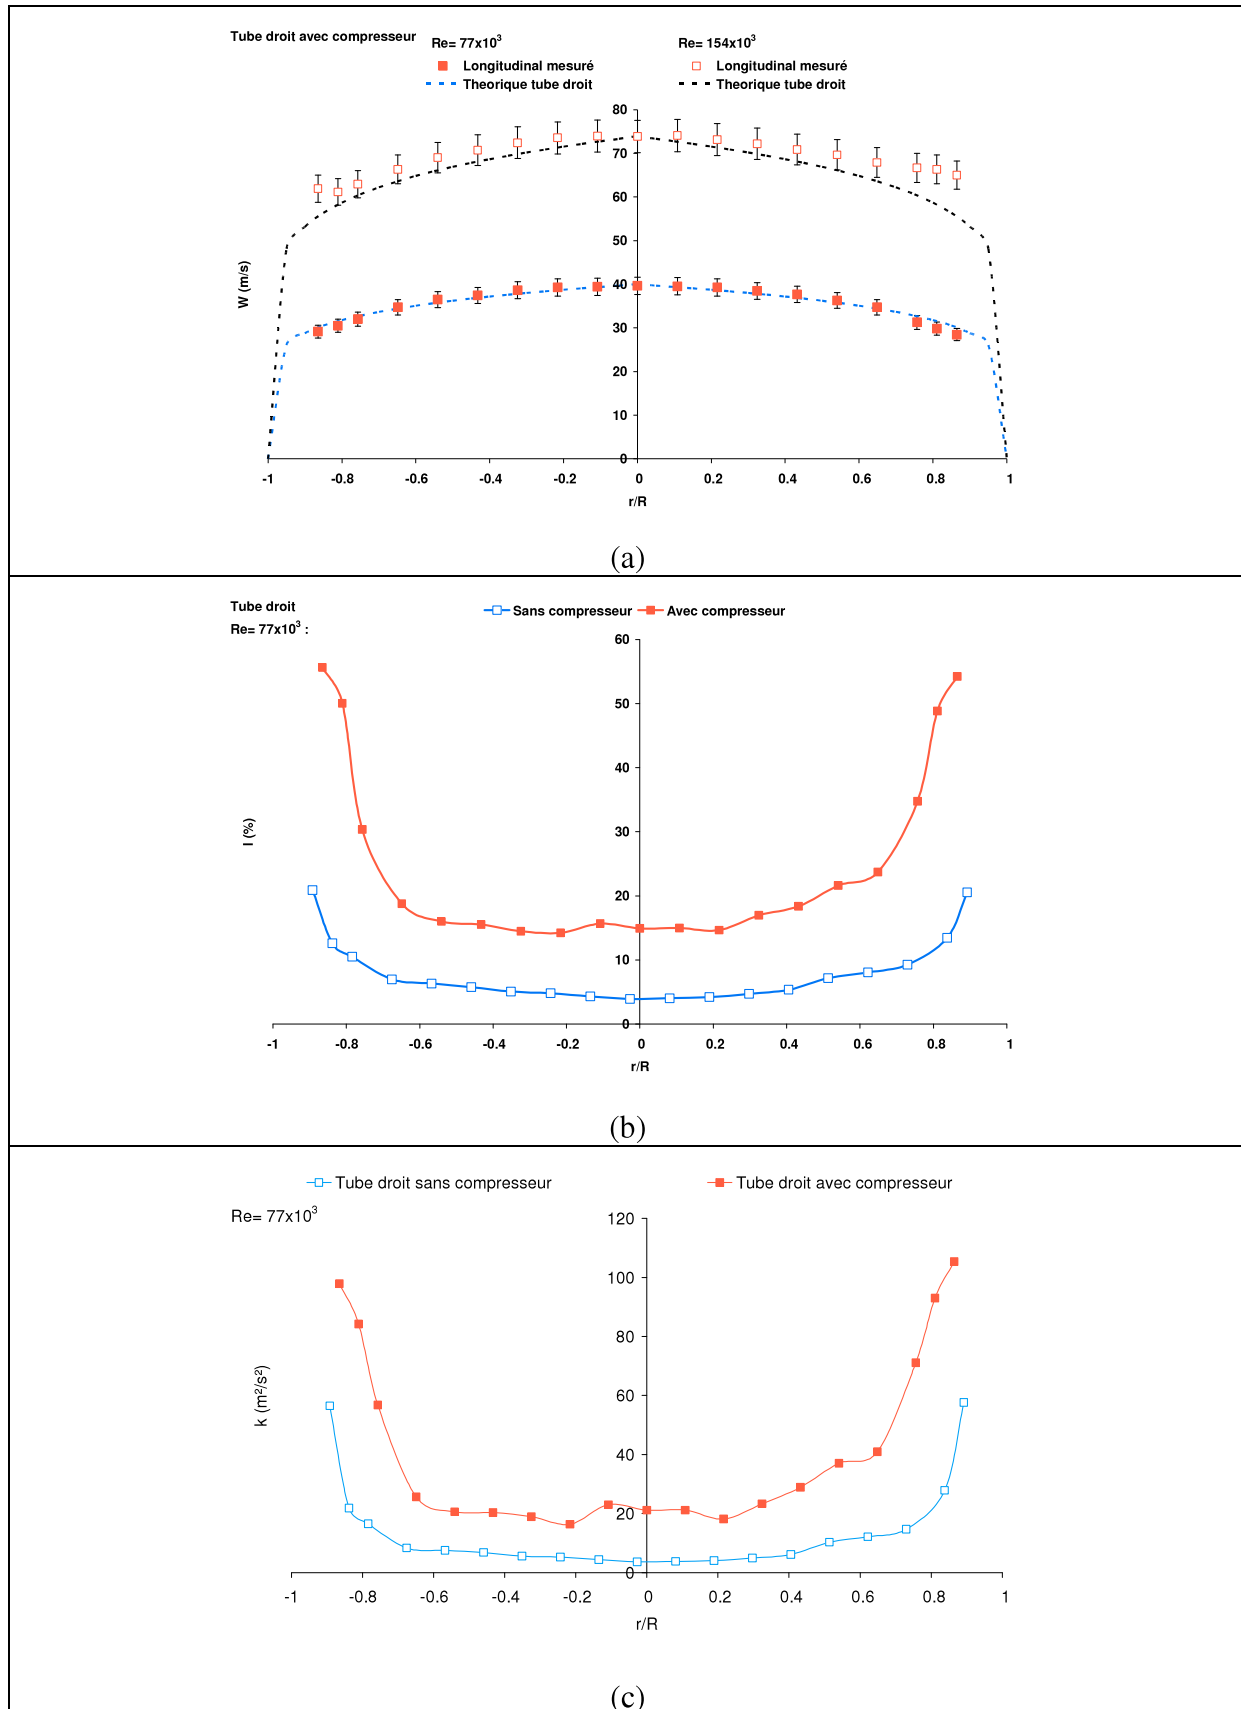 Tube droit avec compresseur
Re= 77x10³
Re= 154x10³
Longitudinal mesuré
Longitudinal mesuré
Theorique tube droit
Theorique tube droit
80
70
60
50
40
30
20
10
0
W (m/s)
-1 -0.8 -0.6 -0.4 -0.2 0 0.2 0.4 0.6 0.8 1
r/R
(a)
Tube droit
Re= 77x10³ :
Sans compresseur
Avec compresseur
60
50
40
30
20
10
0
I (%)
-1 -0.8 -0.6 -0.4 -0.2 0 0.2 0.4 0.6 0.8 1
r/R
(b)
Tube droit sans compresseur
Tube droit avec compresseur
Re= 77x10³
120
100
80
60
40
20
0
k (m²/s²)
-1 -0.8 -0.6 -0.4 -0.2 0 0.2 0.4 0.6 0.8 1
r/R
(c)